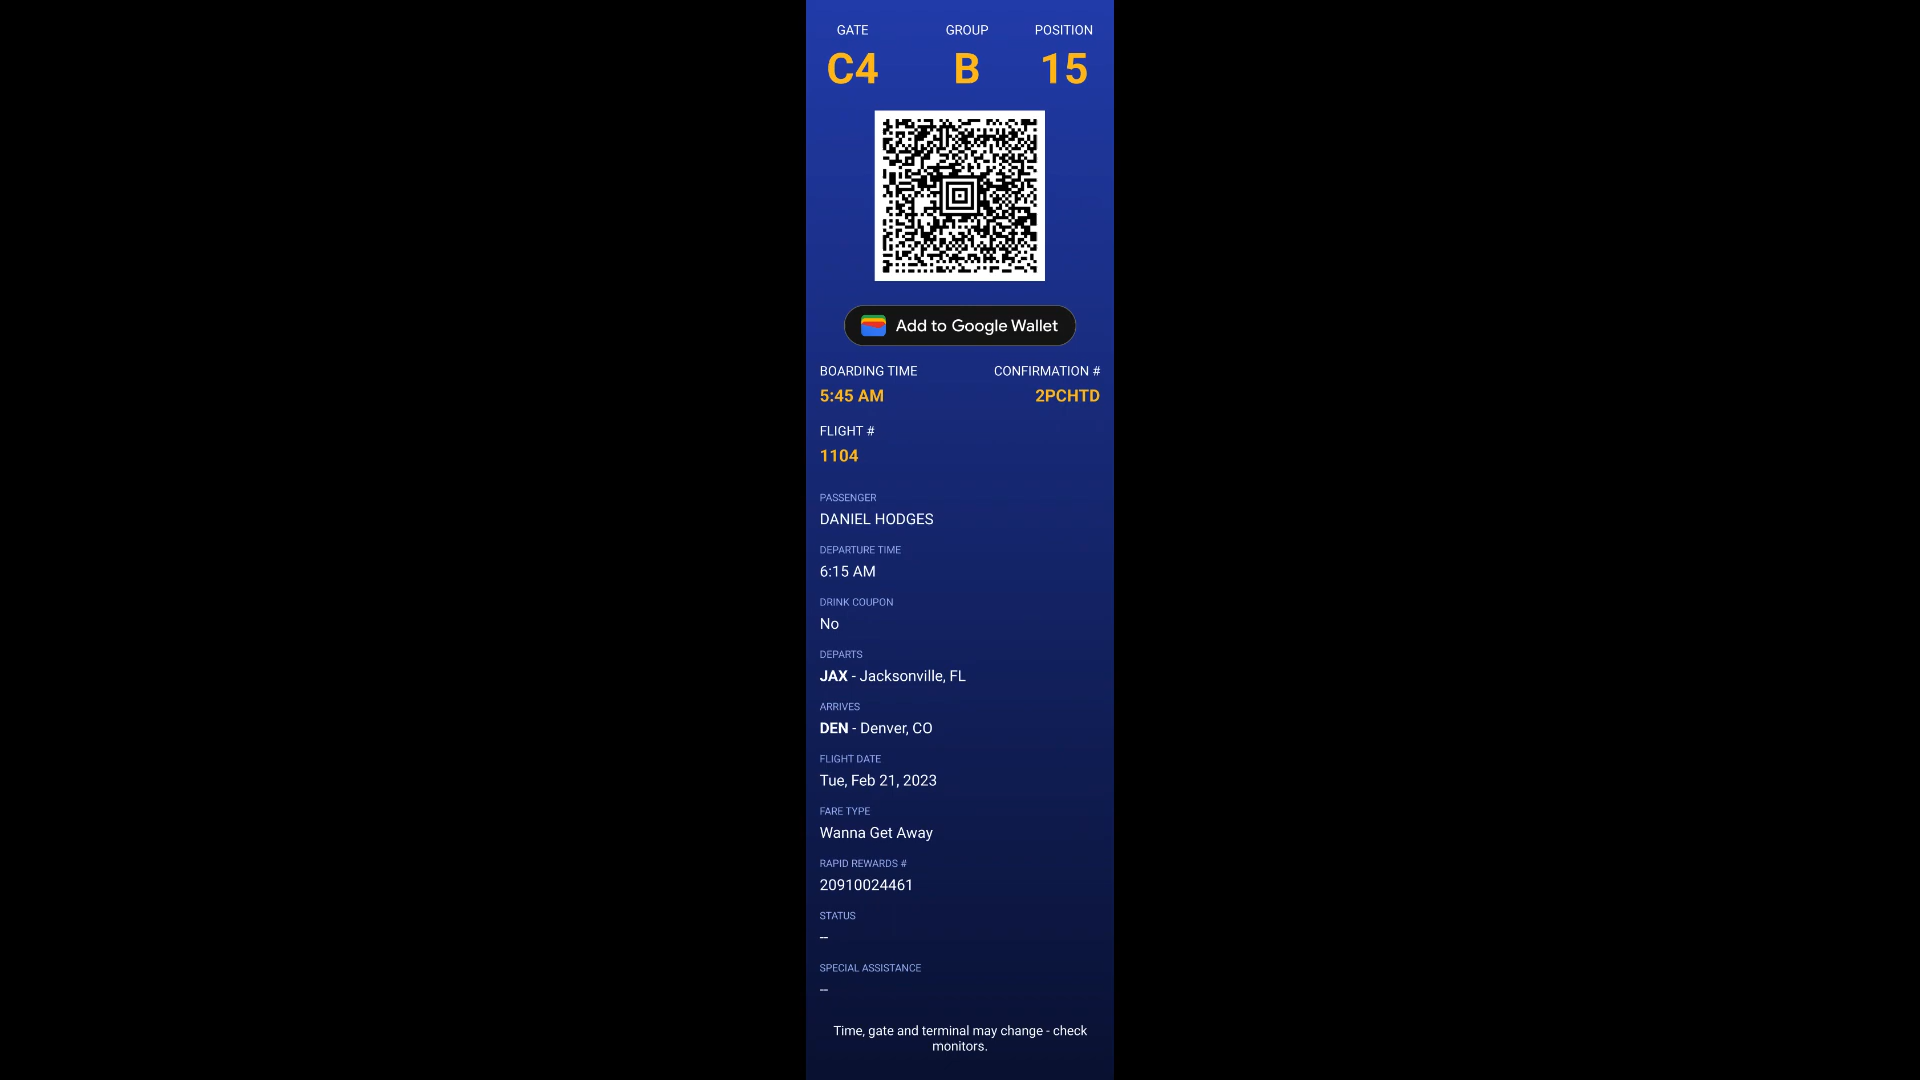 GATE GROUP POSITION
C4 B 15
Add to Google Wallet
BOARDING TIME CONFIRMATION #
5:45 AM 2PCHTD
FLIGHT #
1104
PASSENGER
DANIEL HODGES
DEPARTURE TIME
6:15 AM
DRINK COUPON
No
DEPARTS
JAX - Jacksonville, FL
ARRIVES
DEN - Denver, CO
FLIGHT DATE
Tue, Feb 21, 2023
FARE TYPE
Wanna Get Away
RAPID REWARDS #
20910024461
STATUS
--
SPECIAL ASSISTANCE
--
Time, gate and terminal may change - check
monitors.